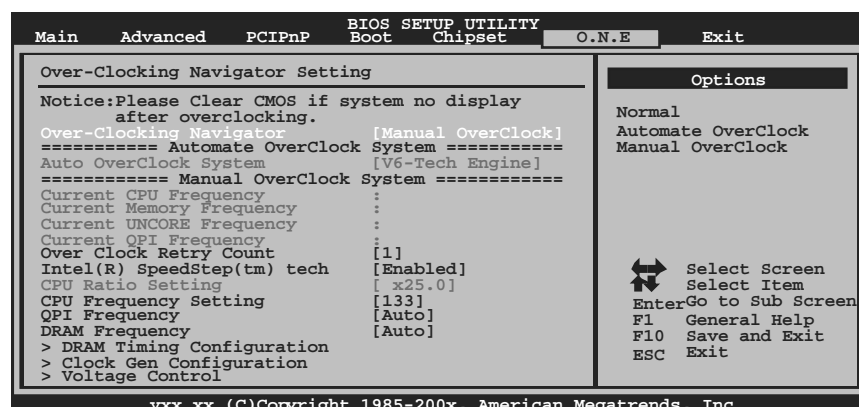 BIOS SETUP UTILITY
Main Advanced PCIPnP Boot Chipset O.N.E Exit
Over-Clocking Navigator Setting
Notice:Please Clear CMOS if system no display
after overclocking.
Over-Clocking Navigator [Manual OverClock]
=========== Automate OverClock System ===========
Auto OverClock System [V6-Tech Engine]
============ Manual OverClock System ============
Current CPU Frequency :
Current Memory Frequency :
Current UNCORE Frequency :
Current QPI Frequency :
Over Clock Retry Count [1]
Intel(R) SpeedStep(tm) tech [Enabled]
CPU Ratio Setting [ x25.0]
CPU Frequency Setting [133]
QPI Frequency [Auto]
DRAM Frequency [Auto]
> DRAM Timing Configuration
> Clock Gen Configuration
> Voltage Control
Options
Normal
Automate OverClock
Manual OverClock
Select Screen
Select Item
Enter Go to Sub Screen
F1 General Help
F10 Save and Exit
ESC Exit
vxx.xx (C)Copyright 1985-200x, American Megatrends, Inc.